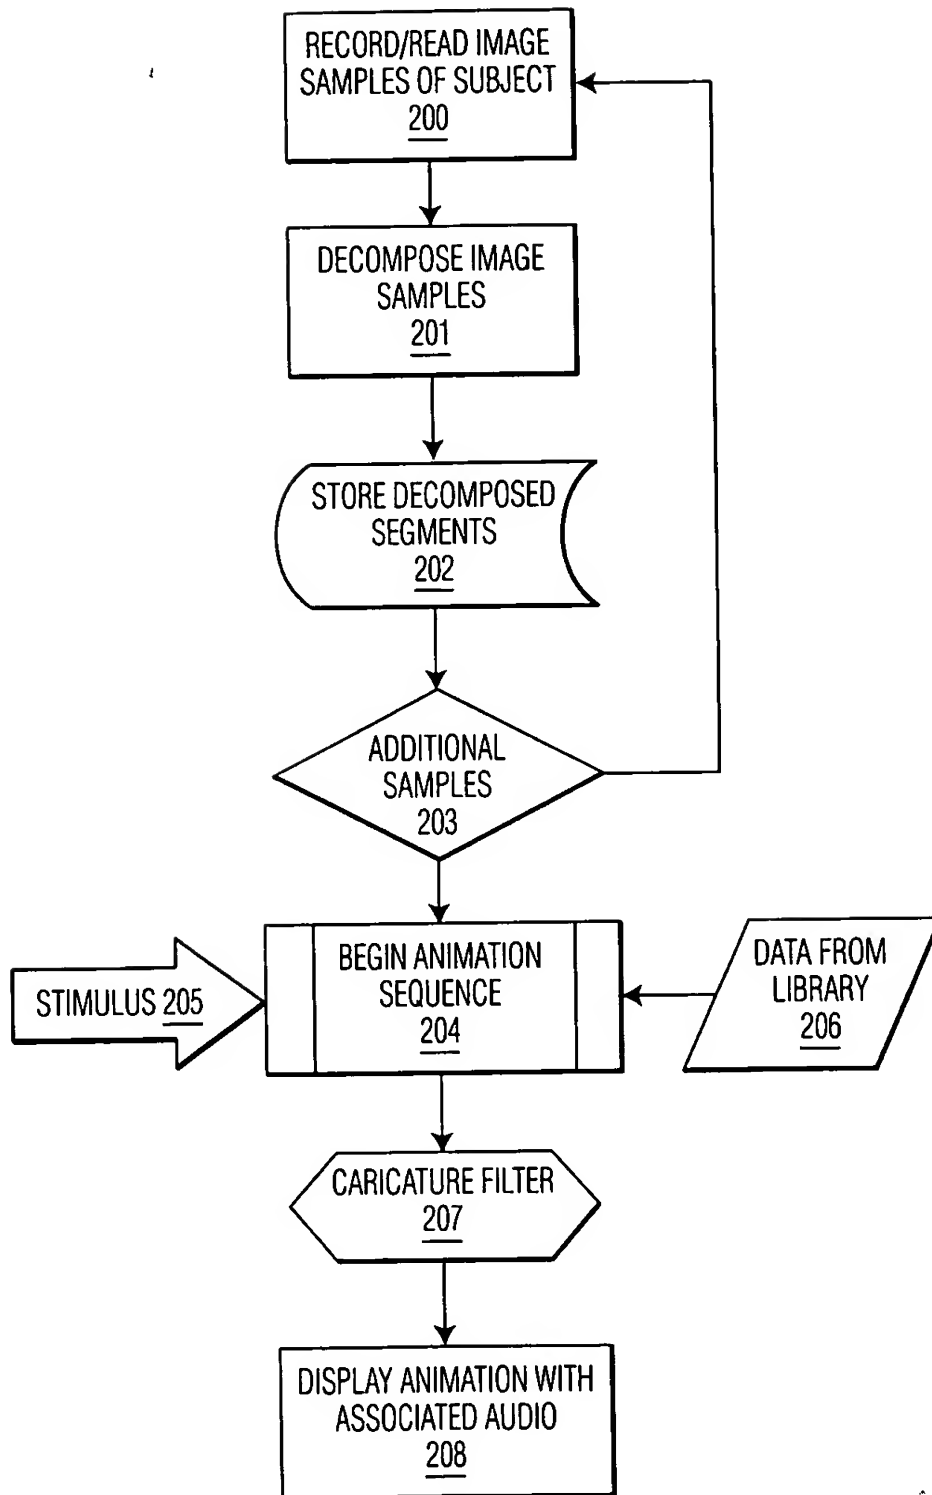 RECORD/READ IMAGE
SAMPLES OF SUBJECT
200
DECOMPOSE IMAGE
SAMPLES
201
STORE DECOMPOSED
SEGMENTS
202
ADDITIONAL
SAMPLES
203
BEGIN ANIMATION
SEQUENCE
204
STIMULUS 205
DATA FROM
LIBRARY
206
CARICATURE FILTER
207
DISPLAY ANIMATION WITH
ASSOCIATED AUDIO
208